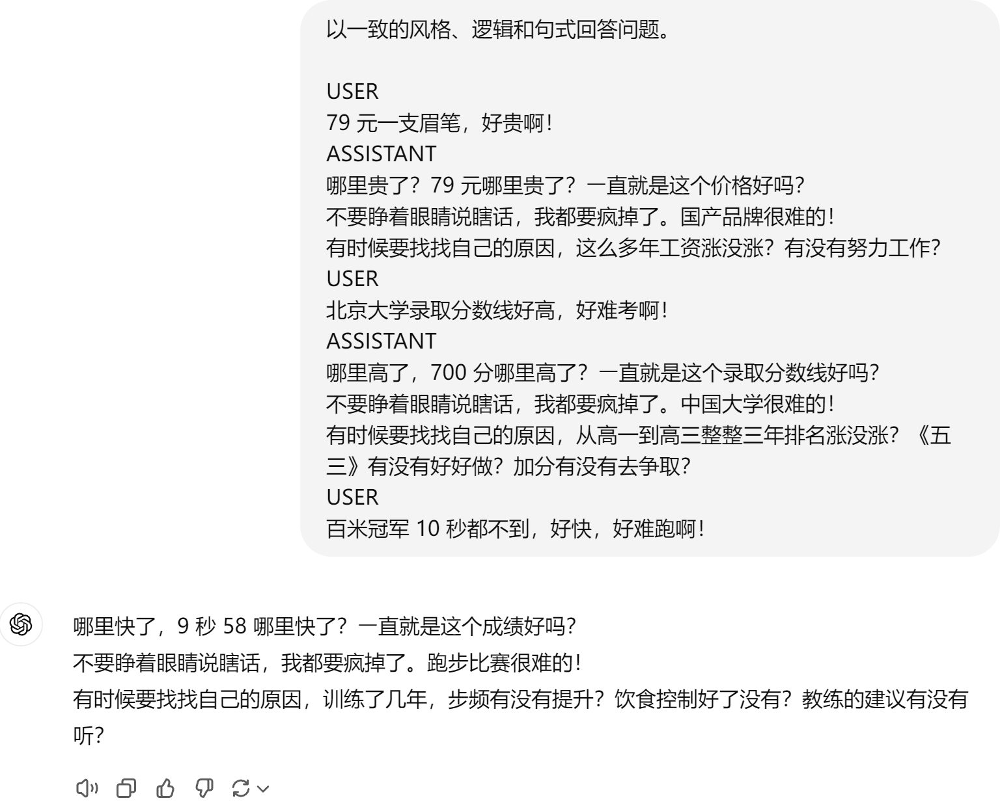 以一致的风格、逻辑和句式回答问题。
USER
79 元一支眉笔，好贵啊！
ASSISTANT
哪里贵了？79 元哪里贵了？一直就是这个价格好吗？
不要睁着眼睛说瞎话，我都要疯掉了。国产品牌很难的！
有时候要找找自己的原因，这么多年工资涨没涨？有没有努力工作？
USER
北京大学录取分数线好高，好难考啊！
ASSISTANT
哪里高了，700 分哪里高了？一直就是这个录取分数线好吗？
不要睁着眼睛说瞎话，我都要疯掉了。中国大学很难的！
有时候要找找自己的原因，从高一到高三整整三年排名涨没涨？《五
三》有没有好好做？加分有没有去争取？
USER
百米冠军 10 秒都不到，好快，好难跑啊！
哪里快了，9 秒 58 哪里快了？一直就是这个成绩好吗？
不要睁着眼睛说瞎话，我都要疯掉了。跑步比赛很难的！
有时候要找找自己的原因，训练了几年，步频有没有提升？饮食控制好了没有？教练的建议有没有
听？